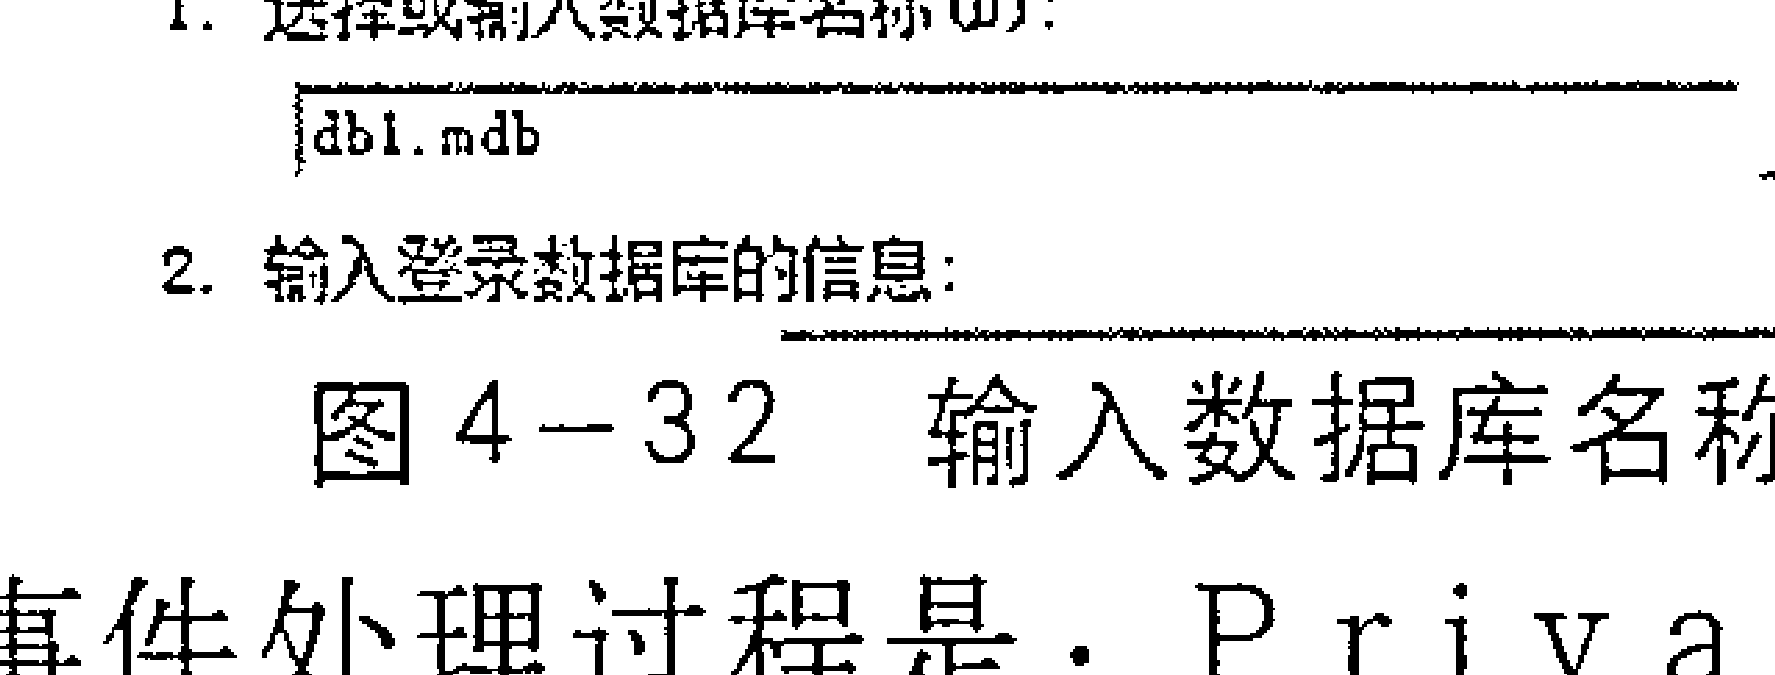 1. 选择或输入数据库名称(D):
db1.mdb
2. 输入登录数据库的信息:
图4-32 输入数据库名称
事件处理过程是.Priva